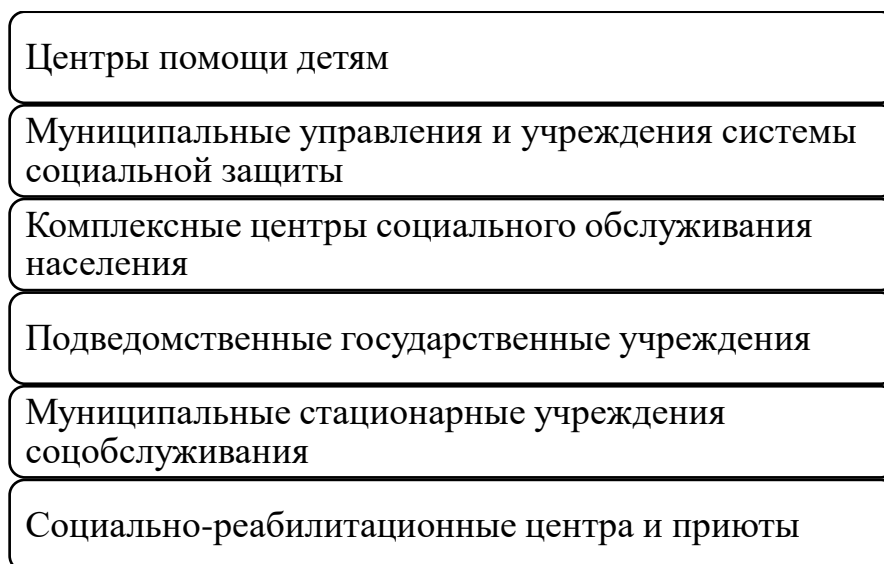 Центры помощи детям
Муниципальные управления и учреждения системы
социальной защиты
Комплексные центры социального обслуживания
населения
Подведомственные государственные учреждения
Муниципальные стационарные учреждения
соцобслуживания
Социально-реабилитационные центра и приюты